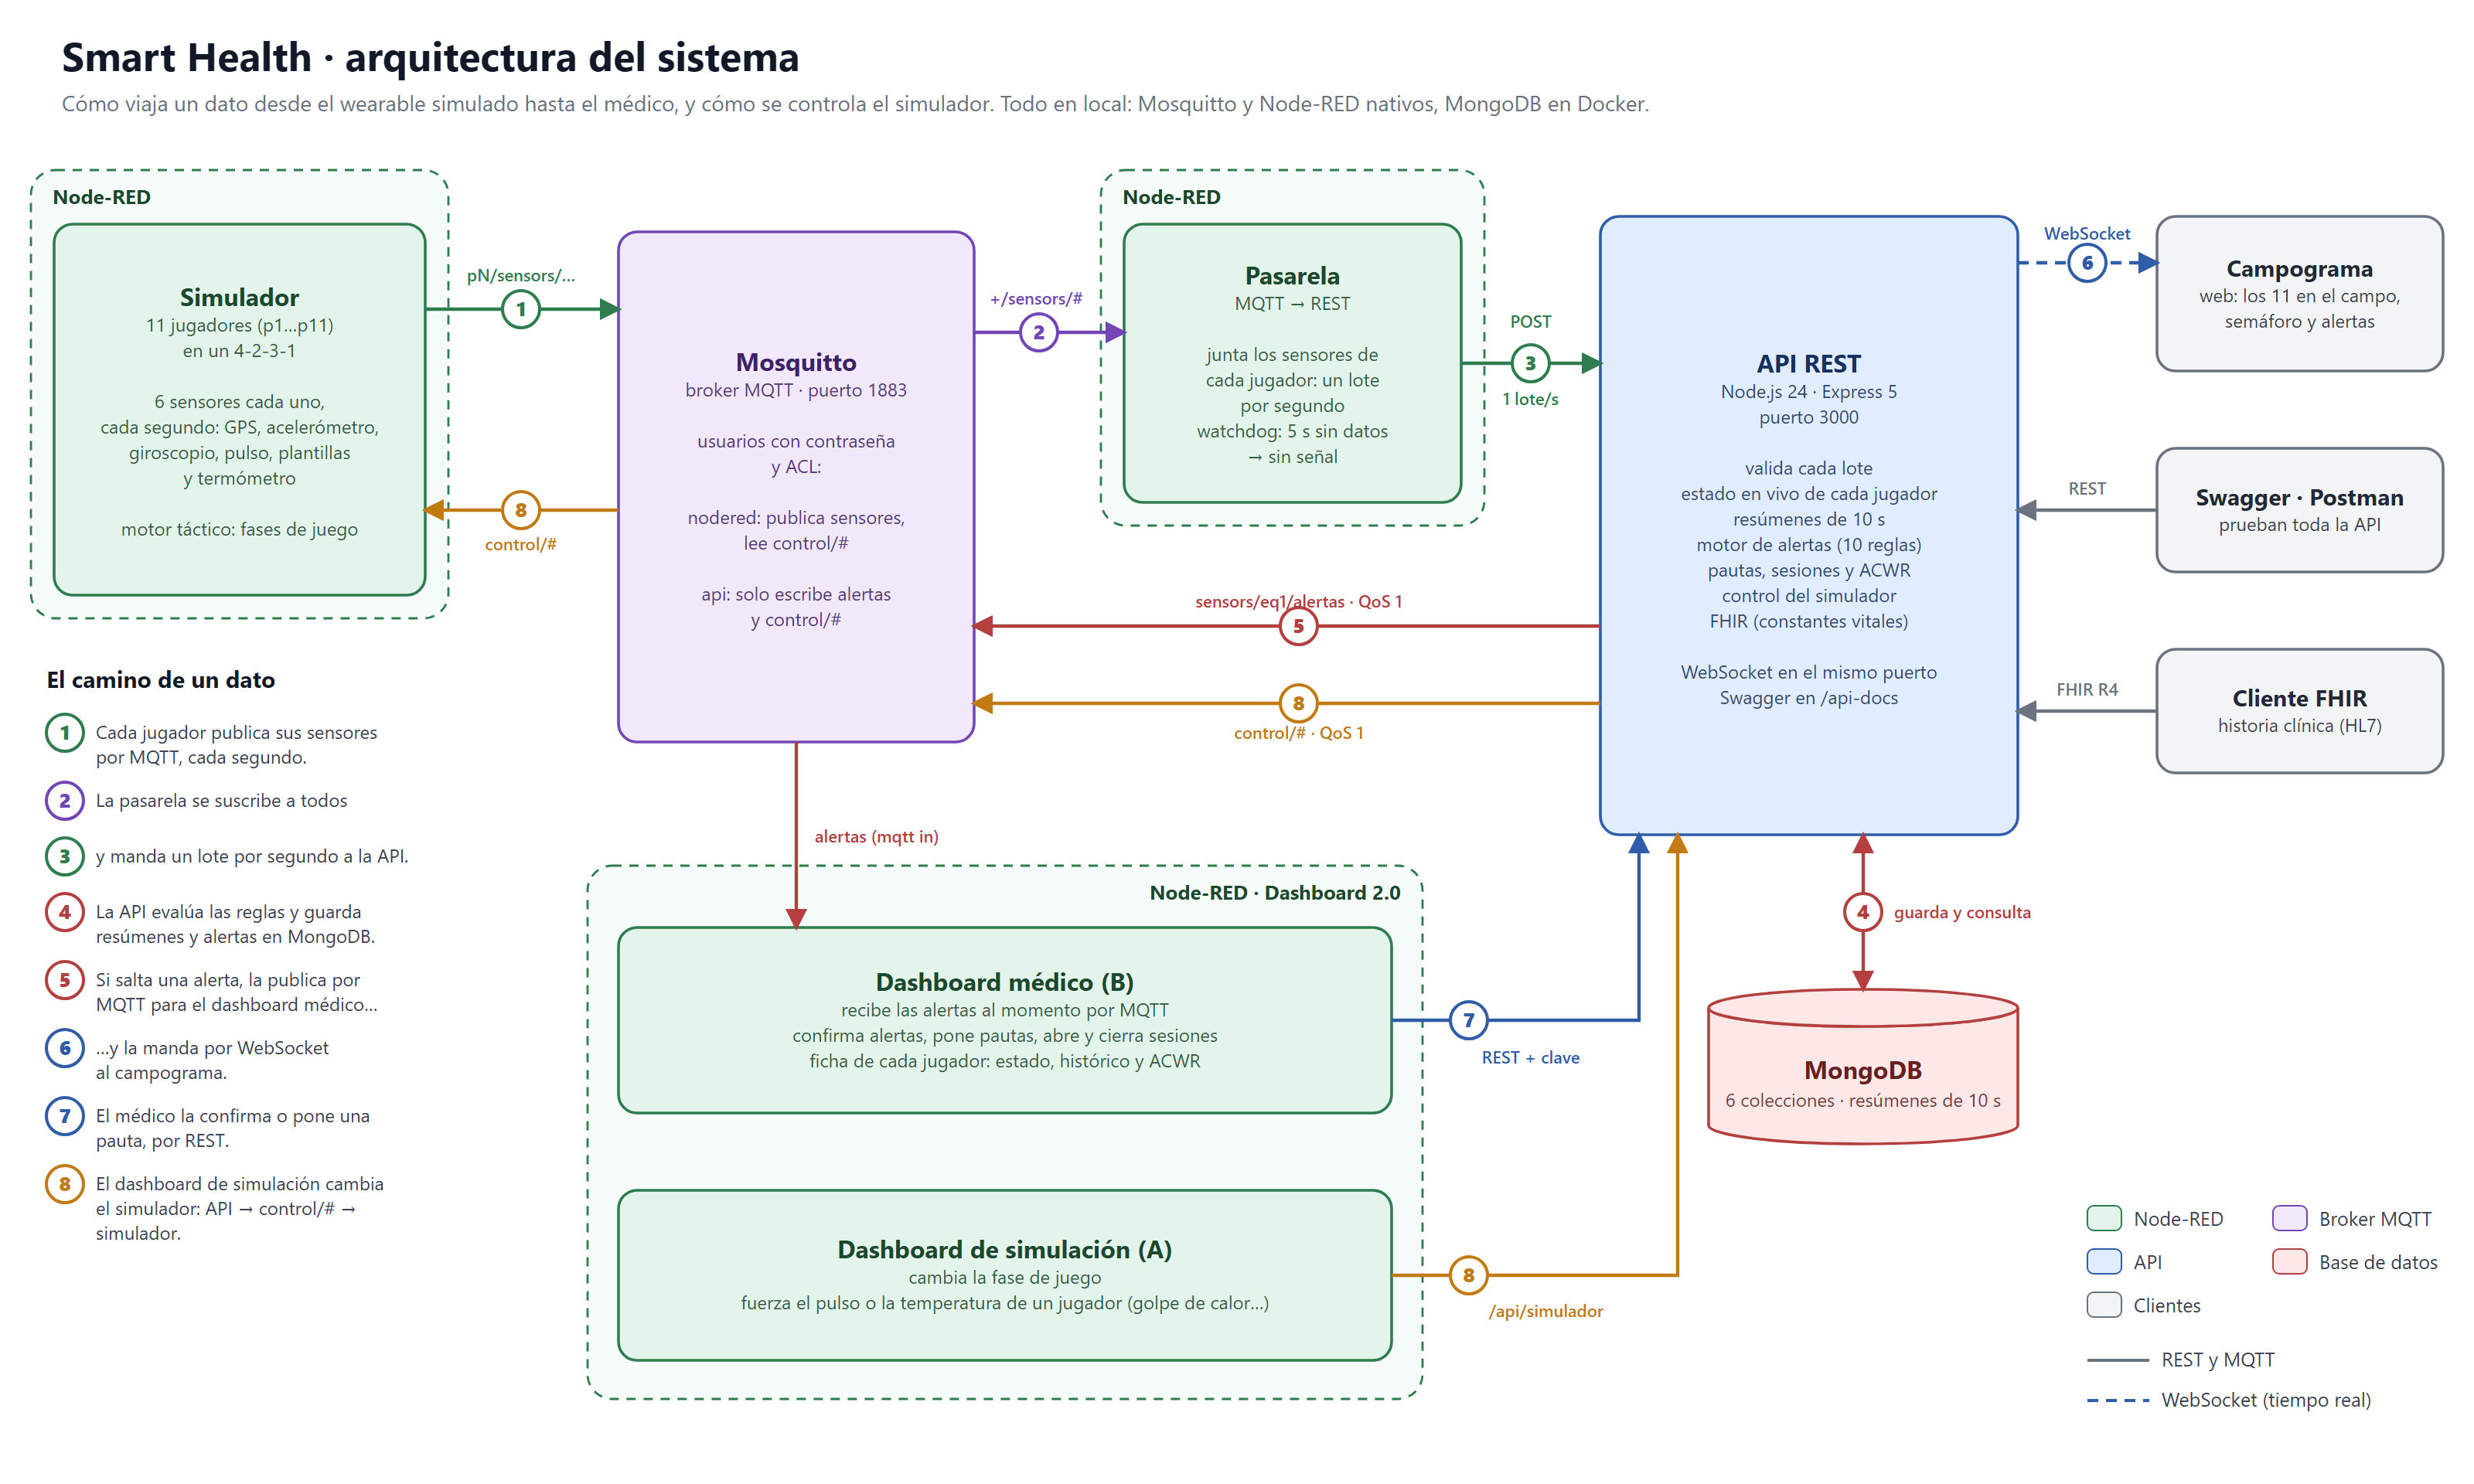 Smart Health · arquitectura del sistema
Cómo viaja un dato desde el wearable simulado hasta el médico, y cómo se controla el simulador. Todo en local: Mosquitto y Node-RED nativos, MongoDB en Docker.
Node-RED
Simulador
11 jugadores (p1...p11)
en un 4-2-3-1
6 sensores cada uno,
cada segundo: GPS, acelerómetro,
giroscopio, pulso, plantillas
y termómetro
motor táctico: fases de juego
pN/sensors/...
1
8
control/#
Mosquitto
broker MQTT · puerto 1883
usuarios con contraseña
y ACL:
nodered: publica sensores,
lee control/#
api: solo escribe alertas
y control/#
+/sensors/#
2
Node-RED
Pasarela
MQTT → REST
junta los sensores de
cada jugador: un lote
por segundo
watchdog: 5 s sin datos
→ sin señal
POST
3
1 lote/s
sensors/eq1/alertas · QoS 1
5
8
control/# · QoS 1
API REST
Node.js 24 · Express 5
puerto 3000
valida cada lote
estado en vivo de cada jugador
resúmenes de 10 s
motor de alertas (10 reglas)
pautas, sesiones y ACWR
control del simulador
FHIR (constantes vitales)
WebSocket en el mismo puerto
Swagger en /api-docs
WebSocket
6
Campograma
web: los 11 en el campo,
semáforo y alertas
REST
Swagger · Postman
prueban toda la API
FHIR R4
Cliente FHIR
historia clínica (HL7)
El camino de un dato
1 Cada jugador publica sus sensores
por MQTT, cada segundo.
2 La pasarela se suscribe a todos
3 y manda un lote por segundo a la API.
4 La API evalúa las reglas y guarda
resúmenes y alertas en MongoDB.
5 Si salta una alerta, la publica por
MQTT para el dashboard médico...
6 ...y la manda por WebSocket
al campograma.
7 El médico la confirma o pone una
pauta, por REST.
8 El dashboard de simulación cambia
el simulador: API → control/# →
simulador.
alertas (mqtt in)
Node-RED · Dashboard 2.0
Dashboard médico (B)
recibe las alertas al momento por MQTT
confirma alertas, pone pautas, abre y cierra sesiones
ficha de cada jugador: estado, histórico y ACWR
7
REST + clave
Dashboard de simulación (A)
cambia la fase de juego
fuerza el pulso o la temperatura de un jugador (golpe de calor...)
8
/api/simulador
4
guarda y consulta
MongoDB
6 colecciones · resúmenes de 10 s
Node-RED
Broker MQTT
API
Base de datos
Clientes
REST y MQTT
WebSocket (tiempo real)